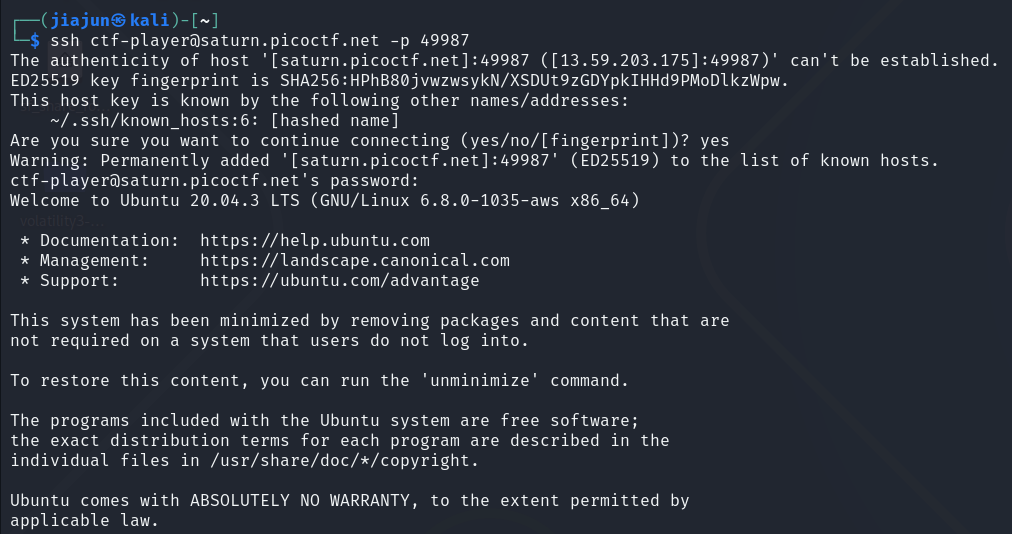 ┌──(jiajun㉿kali)-[~]
└─$ ssh ctf-player@saturn.picoctf.net -p 49987
The authenticity of host '[saturn.picoctf.net]:49987 ([13.59.203.175]:49987)' can't be established.
ED25519 key fingerprint is SHA256:HPhB80jvwzwsykN/XSDUt9zGDYpkIHHd9PMoDlkzWpw.
This host key is known by the following other names/addresses:
    ~/.ssh/known_hosts:6: [hashed name]
Are you sure you want to continue connecting (yes/no/[fingerprint])? yes
Warning: Permanently added '[saturn.picoctf.net]:49987' (ED25519) to the list of known hosts.
ctf-player@saturn.picoctf.net's password:
Welcome to Ubuntu 20.04.3 LTS (GNU/Linux 6.8.0-1035-aws x86_64)
volatility3-...
 * Documentation:  https://help.ubuntu.com
 * Management:     https://landscape.canonical.com
 * Support:        https://ubuntu.com/advantage

This system has been minimized by removing packages and content that are
not required on a system that users do not log into.

To restore this content, you can run the 'unminimize' command.

The programs included with the Ubuntu system are free software;
the exact distribution terms for each program are described in the
individual files in /usr/share/doc/*/copyright.

Ubuntu comes with ABSOLUTELY NO WARRANTY, to the extent permitted by
applicable law.